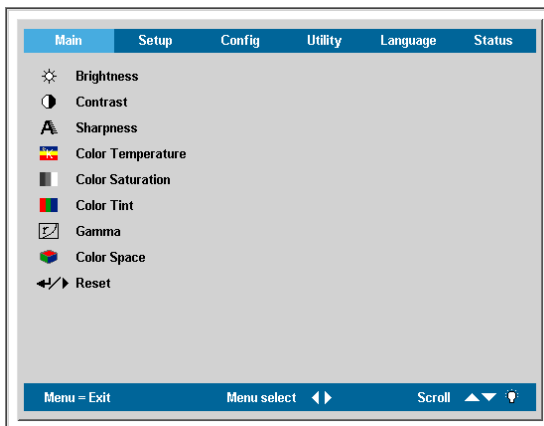 Main Setup Config Utility Language Status
Brightness
Contrast
Sharpness
Color Temperature
Color Saturation
Color Tint
Gamma
Color Space
Reset
Menu = Exit Menu select Scroll